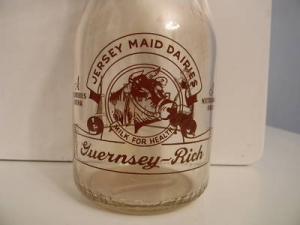 JERSEY MAID DAIRIES
MILK FOR HEALTH
Guernsey-Rich